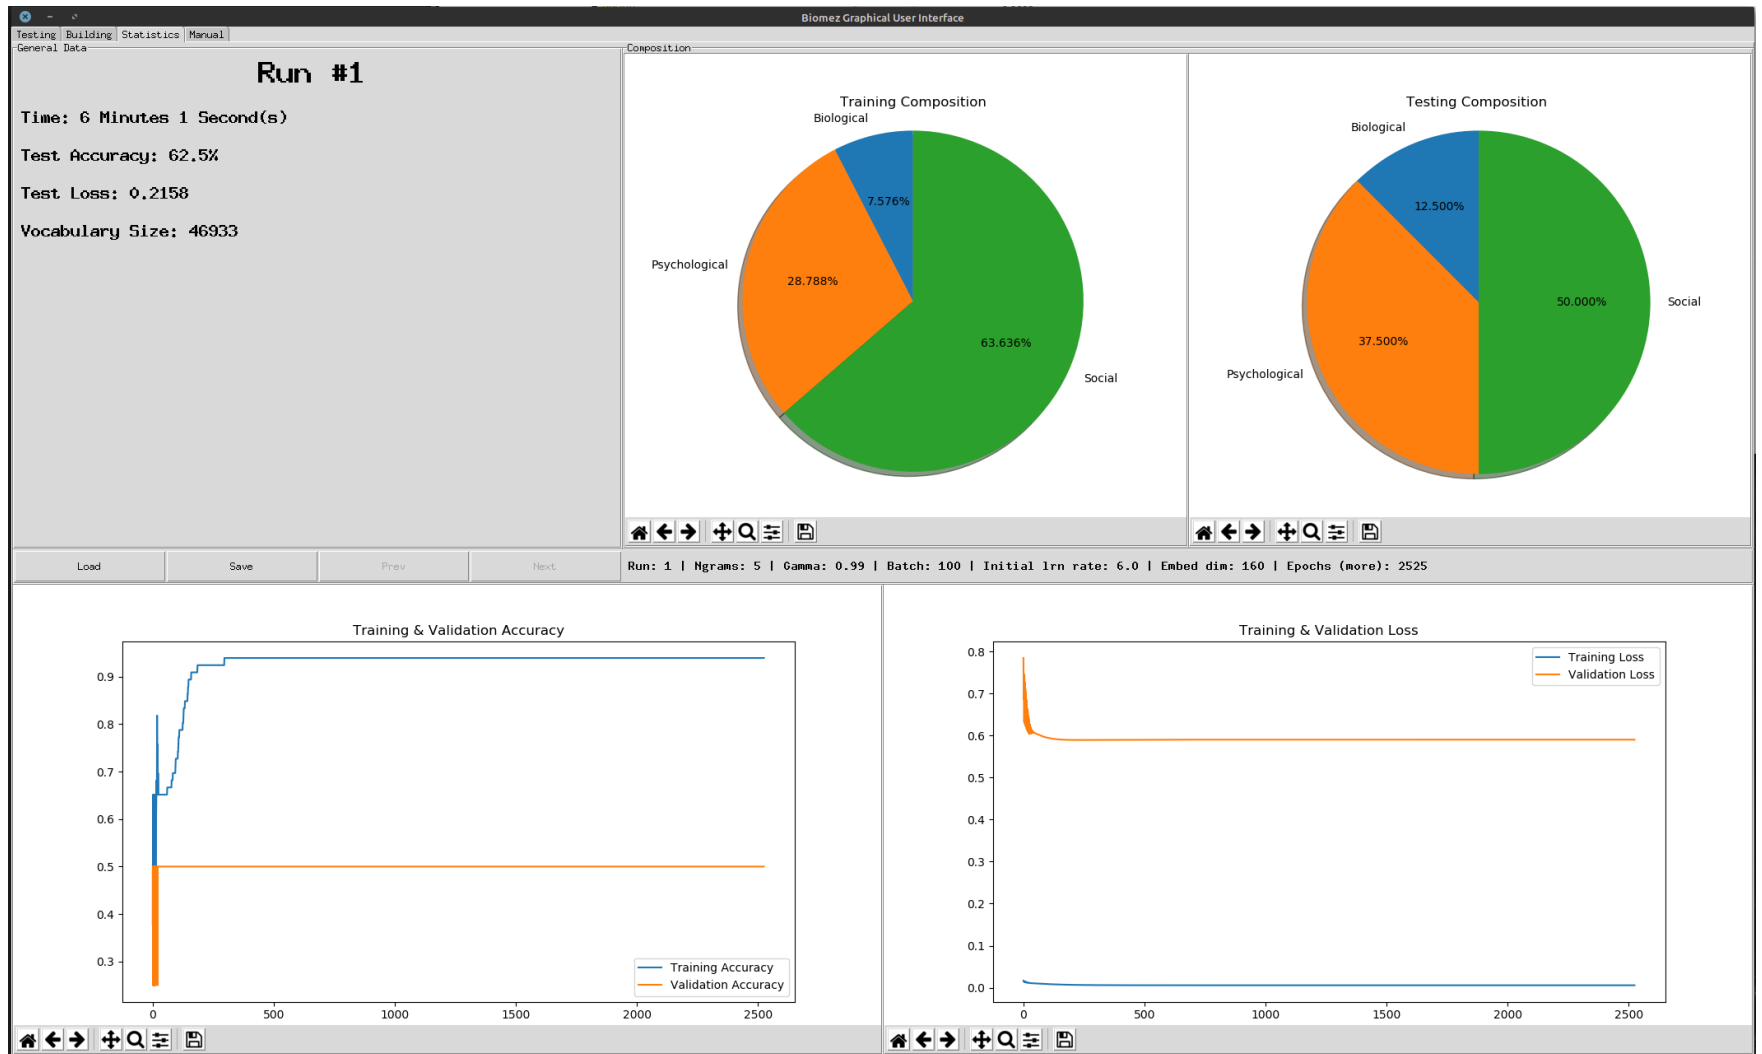 Biomez Graphical User Interface
Testing Building Statistics Manual
General Data
Run #1
Time: 6 Minutes 1 Second(s)
Test Accuracy: 62.5%
Test Loss: 0.2158
Vocabulary Size: 46933
Composition
Training Composition
Biological
7.576%
Psychological
28.788%
63.636%
Social
Testing Composition
Biological
12.500%
50.000%
Social
37.500%
Psychological
Load Save Prev Next
Run: 1 | Ngrams: 5 | Gamma: 0.99 | Batch: 100 | Initial lrn rate: 6.0 | Embed dim: 160 | Epochs (more): 2525
Training & Validation Accuracy
0.9
0.8
0.7
0.6
0.5
0.4
0.3
Training Accuracy
Validation Accuracy
0 500 1000 1500 2000 2500
Training & Validation Loss
0.8
Training Loss
Validation Loss
0.7
0.6
0.5
0.4
0.3
0.2
0.1
0.0
0 500 1000 1500 2000 2500